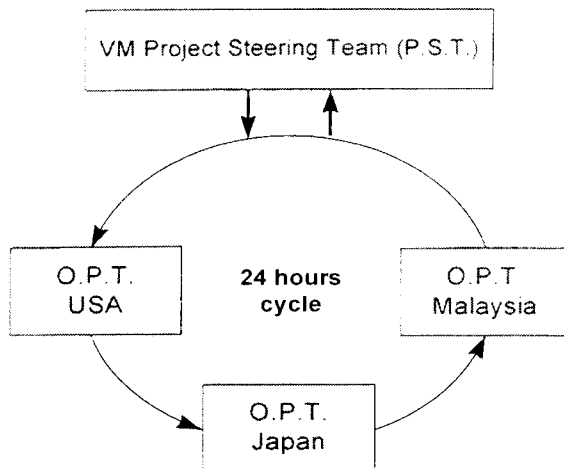 VM Project Steering Team (P.S.T.)
O.P.T.
USA
24 hours
cycle
O.P.T
Malaysia
O.P.T.
Japan